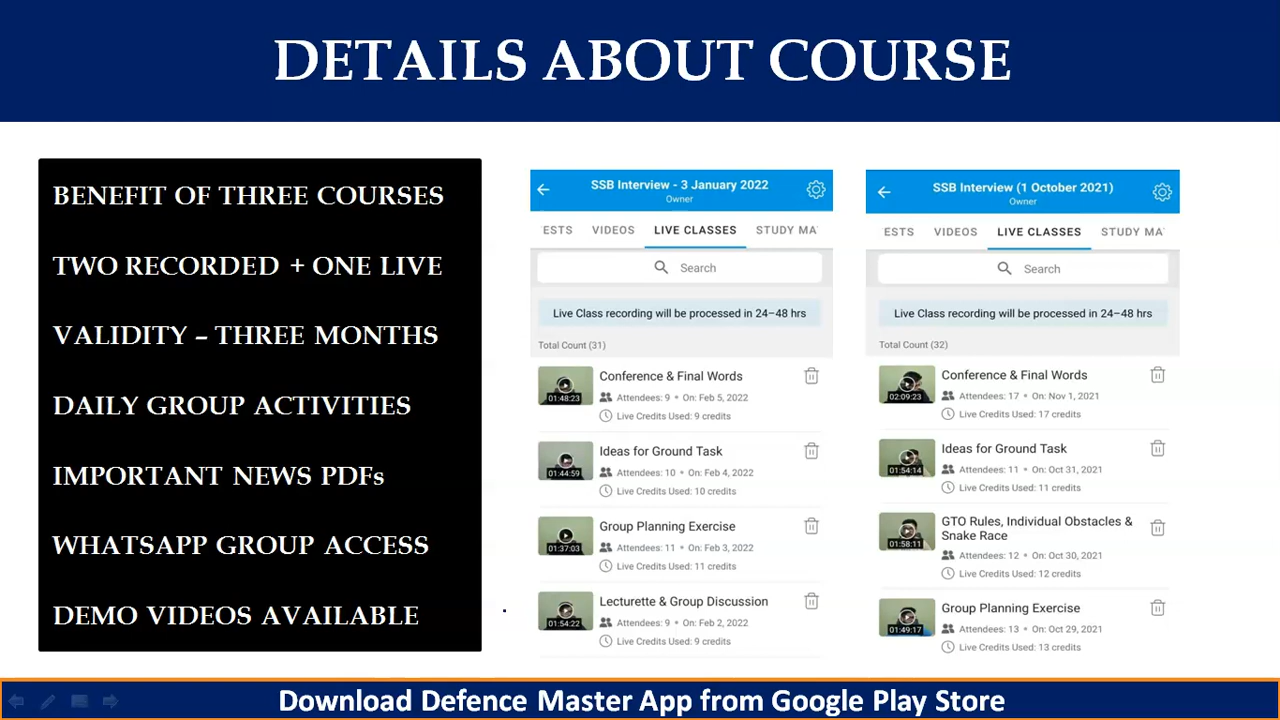 DETAILS ABOUT COURSE
BENEFIT OF THREE COURSES
TWO RECORDED + ONE LIVE
VALIDITY – THREE MONTHS
DAILY GROUP ACTIVITIES
IMPORTANT NEWS PDFs
WHATSAPP GROUP ACCESS
DEMO VIDEOS AVAILABLE
SSB Interview - 3 January 2022
Owner
ESTS VIDEOS LIVE CLASSES STUDY MA
Search
Live Class recording will be processed in 24–48 hrs
Total Count (31)
Conference & Final Words
Attendees: 9 • On: Feb 5, 2022
01:48:23
Live Credits Used: 9 credits
Ideas for Ground Task
Attendees: 10 • On: Feb 4, 2022
01:44:59
Live Credits Used: 10 credits
Group Planning Exercise
Attendees: 11 • On: Feb 3, 2022
01:37:03
Live Credits Used: 11 credits
Lecturette & Group Discussion
Attendees: 9 • On: Feb 2, 2022
01:54:22
Live Credits Used: 9 credits
SSB Interview (1 October 2021)
Owner
ESTS VIDEOS LIVE CLASSES STUDY MA
Search
Live Class recording will be processed in 24–48 hrs
Total Count (32)
Conference & Final Words
Attendees: 17 • On: Nov 1, 2021
02:09:23
Live Credits Used: 17 credits
Ideas for Ground Task
Attendees: 11 • On: Oct 31, 2021
01:54:14
Live Credits Used: 11 credits
GTO Rules, Individual Obstacles &
Snake Race
01:58:11
Attendees: 12 • On: Oct 30, 2021
Live Credits Used: 12 credits
Group Planning Exercise
Attendees: 13 • On: Oct 29, 2021
01:49:17
Live Credits Used: 13 credits
Download Defence Master App from Google Play Store